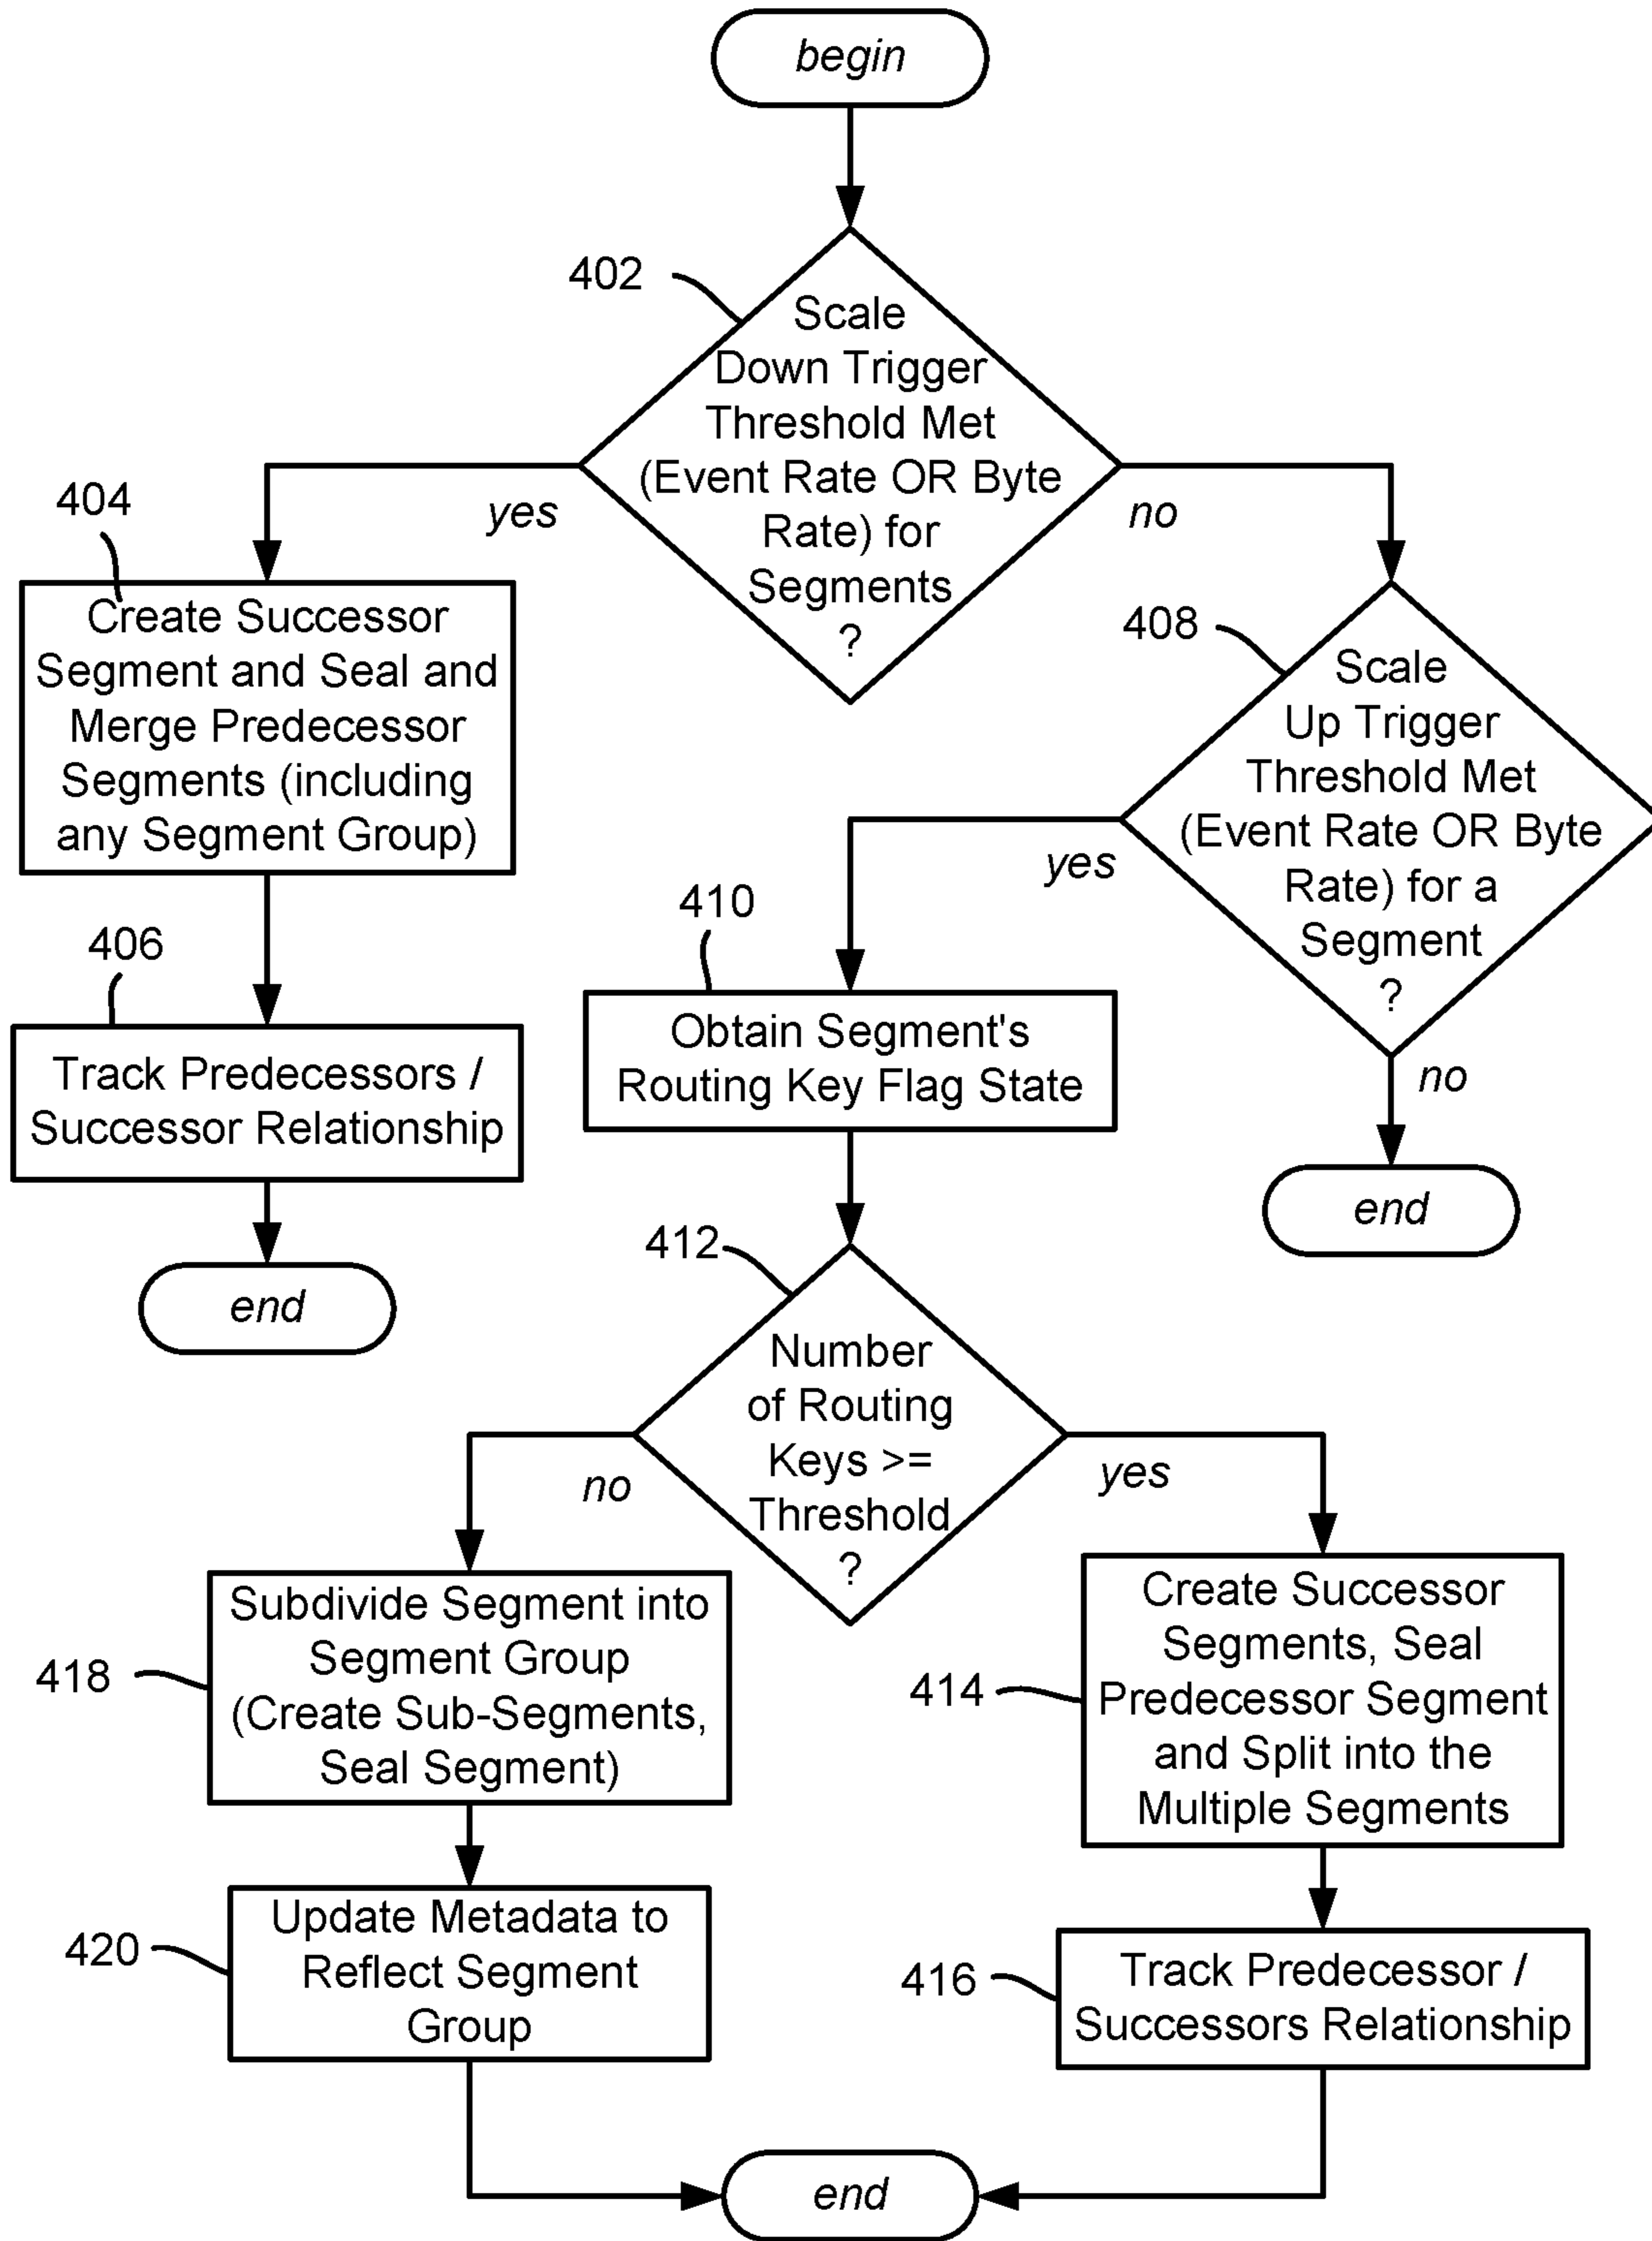 begin
402
Scale
Down Trigger
Threshold Met
(Event Rate OR Byte
Rate) for
Segments
?
yes
no
404
Create Successor
Segment and Seal and
Merge Predecessor
Segments (including
any Segment Group)
406
Track Predecessors /
Successor Relationship
end
408
Scale
Up Trigger
Threshold Met
(Event Rate OR Byte
Rate) for a
Segment
?
yes
no
end
410
Obtain Segment's
Routing Key Flag State
412
Number
of Routing
Keys >=
Threshold
?
no
yes
418
Subdivide Segment into
Segment Group
(Create Sub-Segments,
Seal Segment)
414
Create Successor
Segments, Seal
Predecessor Segment
and Split into the
Multiple Segments
420
Update Metadata to
Reflect Segment
Group
416
Track Predecessor /
Successors Relationship
end